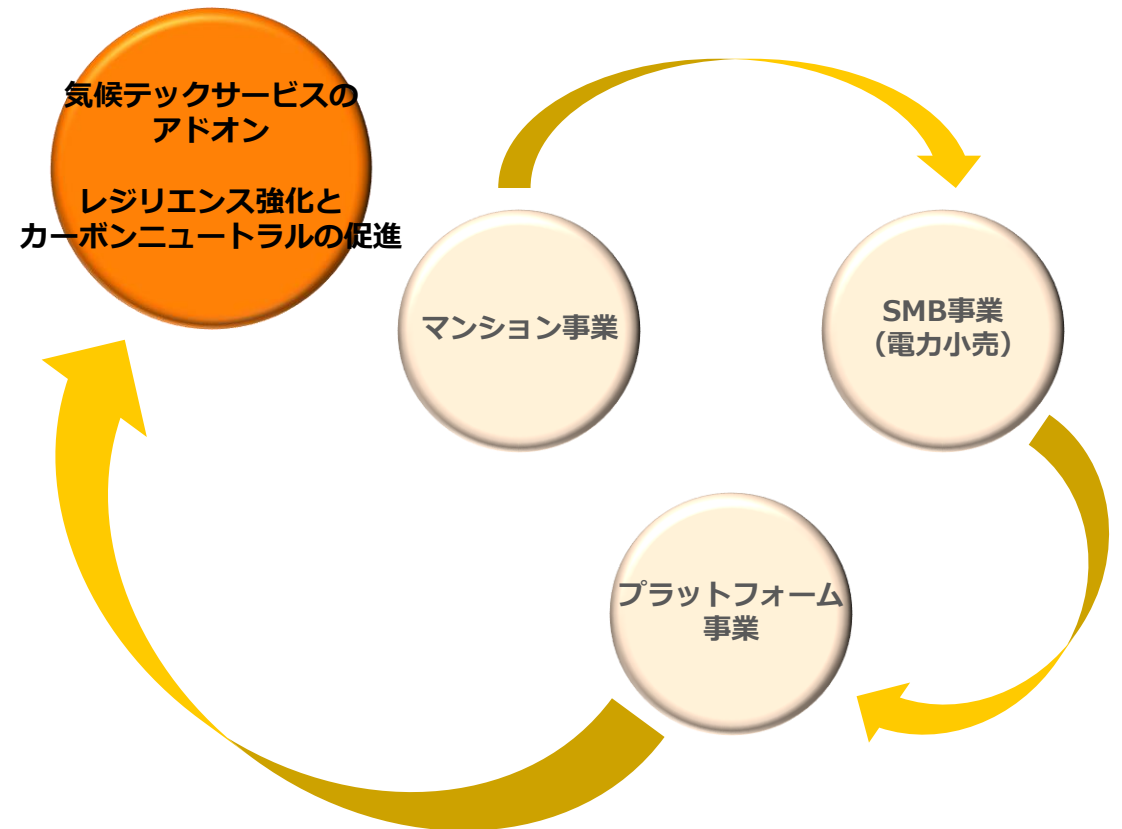 気候テックサービスの
アドオン
レジリエンス強化と
カーボンニュートラルの促進
マンション事業
SMB事業
（電力小売）
プラットフォーム
事業